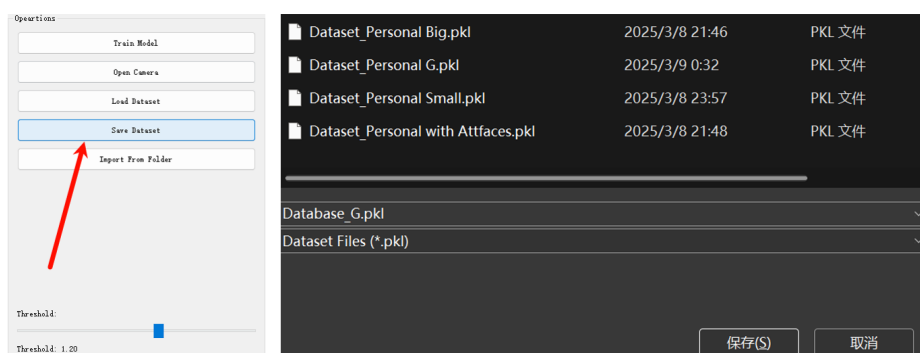 Opeartions
Train Model
Open Camera
Load Dataset
Save Dataset
Import From Folder
Threshold:
Threshold: 1.20
Dataset_Personal Big.pkl 2025/3/8 21:46 PKL 文件
Dataset_Personal G.pkl 2025/3/9 0:32 PKL 文件
Dataset_Personal Small.pkl 2025/3/8 23:57 PKL 文件
Dataset_Personal with Attfaces.pkl 2025/3/8 21:48 PKL 文件
Database_G.pkl
Dataset Files (*.pkl)
保存(S) 取消